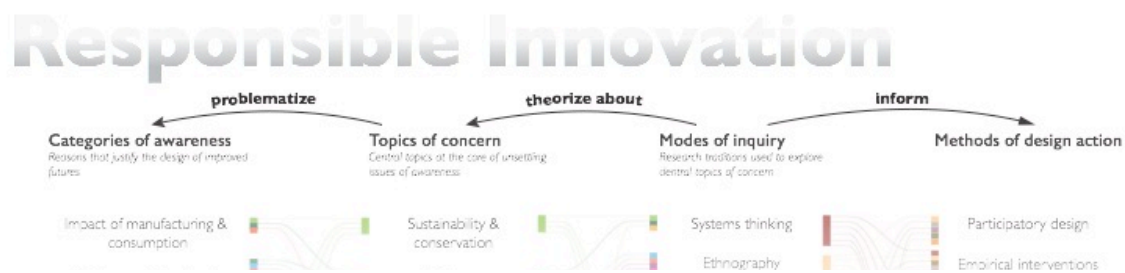 Responsible Innovation
problematize
theorize about
inform
Categories of awareness
Reasons that justify the design of improved
futures
Topics of concern
Central topics at the core of unsettling
issues of awareness
Modes of inquiry
Research traditions used to explore
central topics of concern
Methods of design action
Impact of manufacturing &
consumption
Sustainability &
conservation
Systems thinking
Participatory design
Ethnography
Empirical interventions